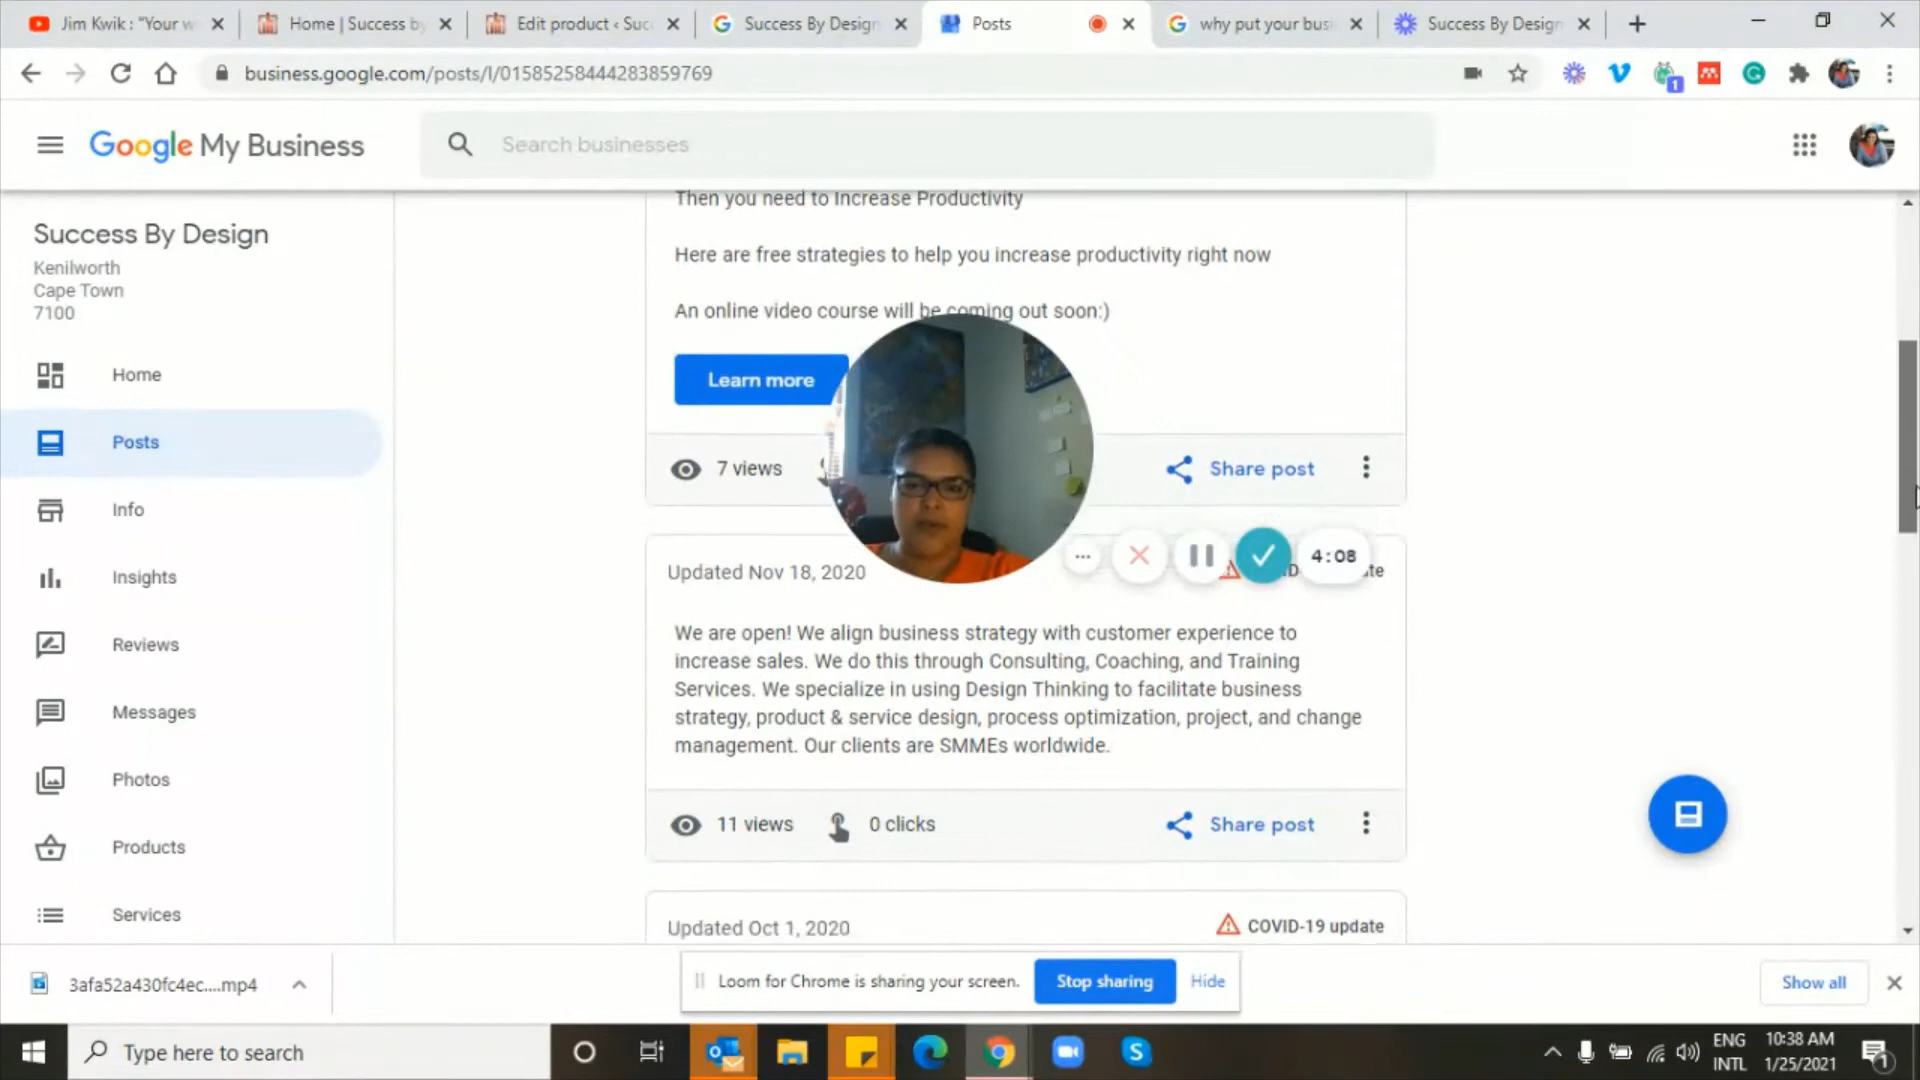 Jim Kwik : "Your w
Home | Success by
Edit product ‹ Suc
Success By Design
Posts
why put your busi
Success By Design
business.google.com/posts/l/01585258444283859769
1
Google My Business
Search businesses
Success By Design
Kenilworth
Cape Town
7100
Home
Posts
Info
Insights
Reviews
Messages
Photos
Products
Services
Then you need to Increase Productivity
Here are free strategies to help you increase productivity right now
An online video course will be coming out soon:)
Learn more
7 views
Share post
4:08
Updated Nov 18, 2020
We are open! We align business strategy with customer experience to
increase sales. We do this through Consulting, Coaching, and Training
Services. We specialize in using Design Thinking to facilitate business
strategy, product & service design, process optimization, project, and change
management. Our clients are SMMEs worldwide.
11 views
0 clicks
Share post
Updated Oct 1, 2020
COVID-19 update
3afa52a430fc4ec....mp4
Loom for Chrome is sharing your screen.
Stop sharing
Hide
Show all
Type here to search
ENG
INTL
10:38 AM
1/25/2021
1